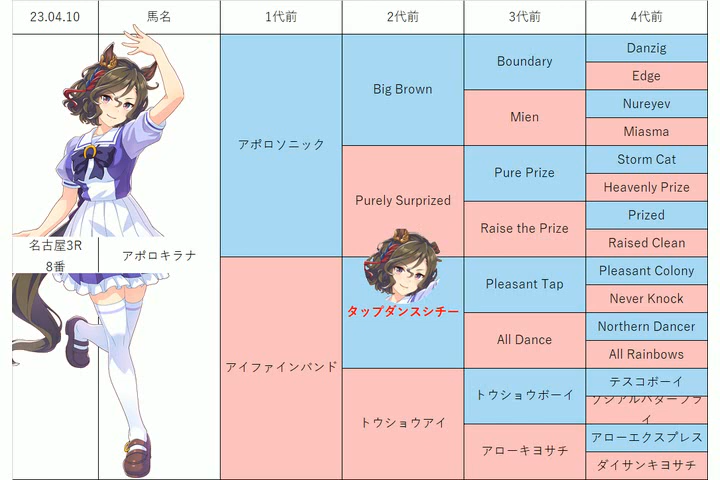 23.04.10
馬名
1代前
2代前
3代前
4代前
名古屋3R
8番
アポロキラナ
アポロソニック
アイファインバンド
Big Brown
Purely Surprized
タップダンスシチー
トウショウアイ
Boundary
Mien
Pure Prize
Raise the Prize
Pleasant Tap
All Dance
トウショウボーイ
アローキヨサチ
Danzig
Edge
Nureyev
Miasma
Storm Cat
Heavenly Prize
Prized
Raised Clean
Pleasant Colony
Never Knock
Northern Dancer
All Rainbows
テスコボーイ
ソシアルバターフラ
イ
アローエクスプレス
ダイサンキヨサチ